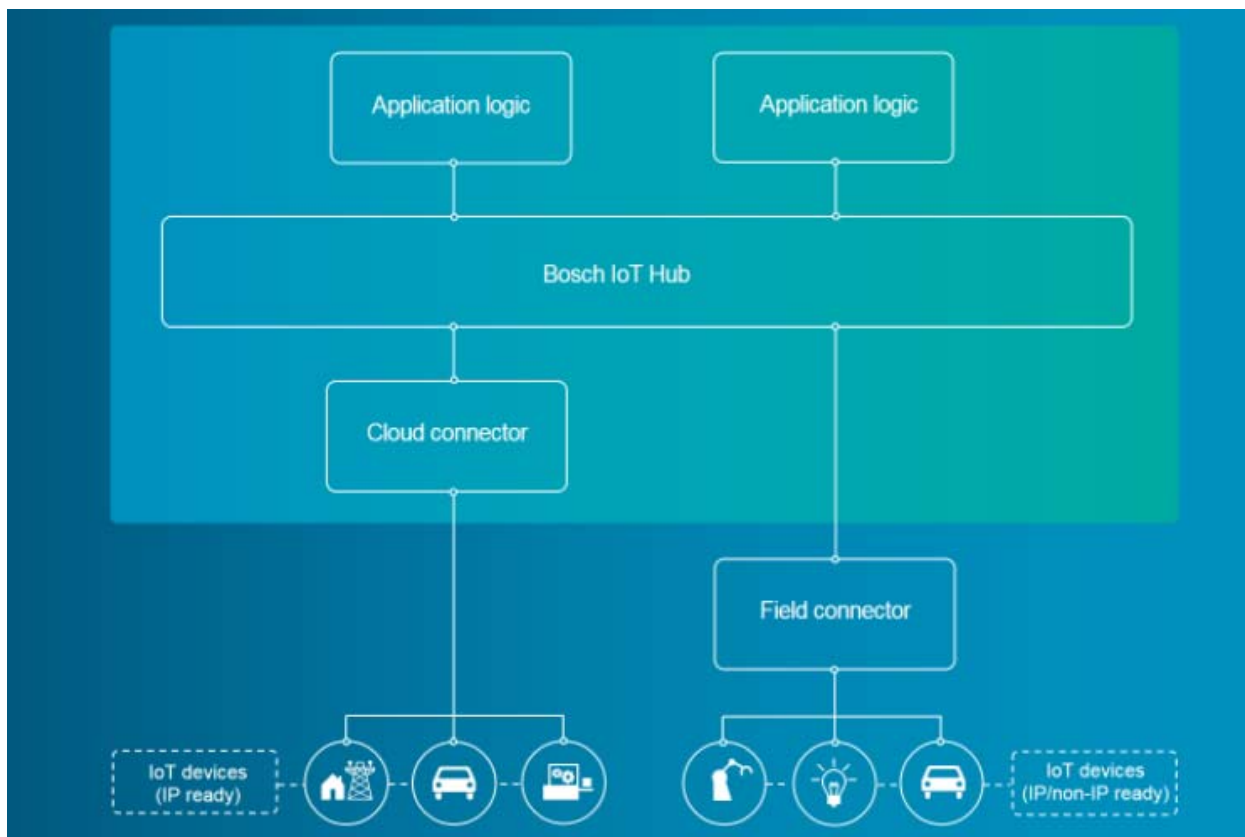 Application logic
Application logic
Bosch IoT Hub
Cloud connector
Field connector
IoT devices
(IP ready)
IoT devices
(IP/non-IP ready)